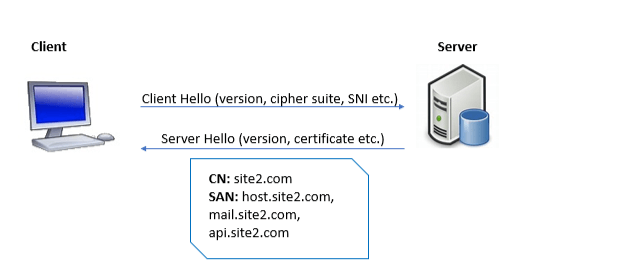 Client
Server
Client Hello (version, cipher suite, SNI etc.)
Server Hello (version, certificate etc.)
CN: site2.com
SAN: host.site2.com,
mail.site2.com,
api.site2.com